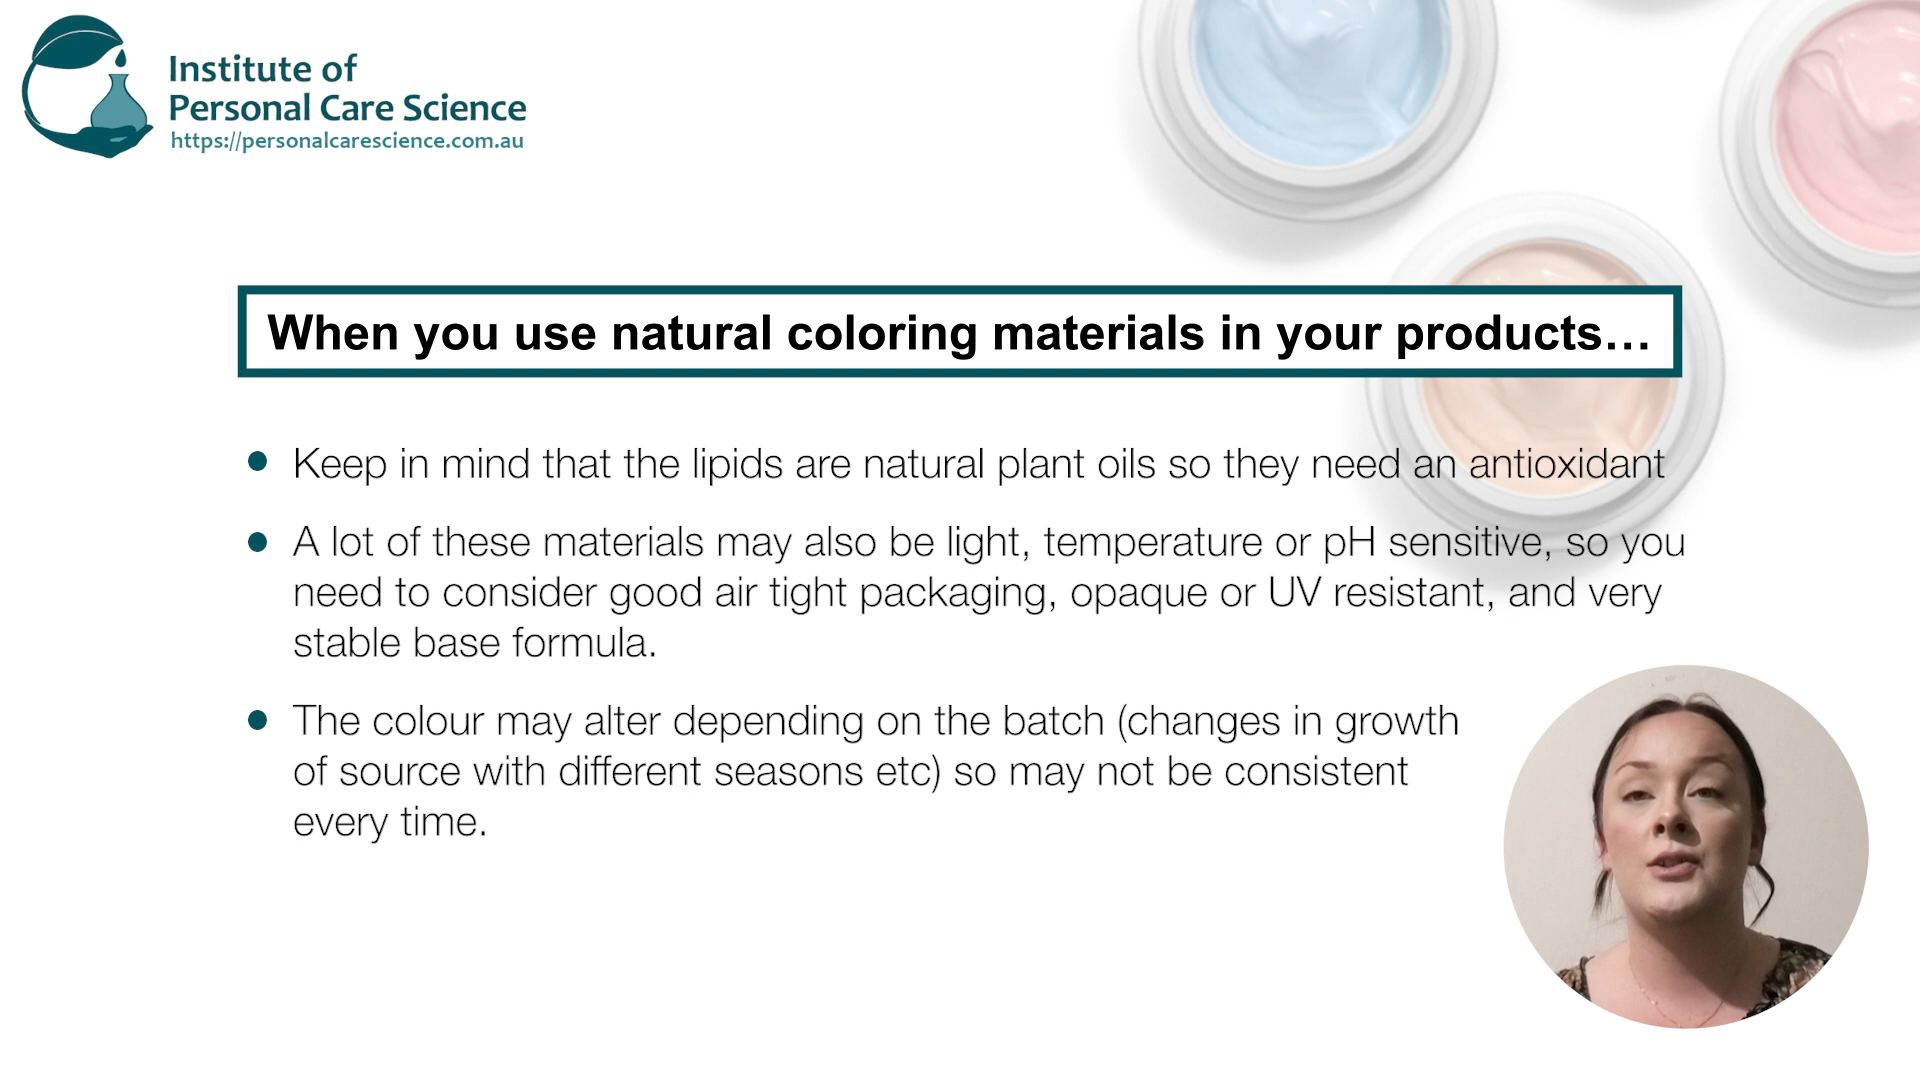 Institute of
Personal Care Science
https://personalcarescience.com.au
When you use natural coloring materials in your products…
Keep in mind that the lipids are natural plant oils so they need an antioxidant
A lot of these materials may also be light, temperature or pH sensitive, so you
need to consider good air tight packaging, opaque or UV resistant, and very
stable base formula.
The colour may alter depending on the batch (changes in growth
of source with different seasons etc) so may not be consistent
every time.